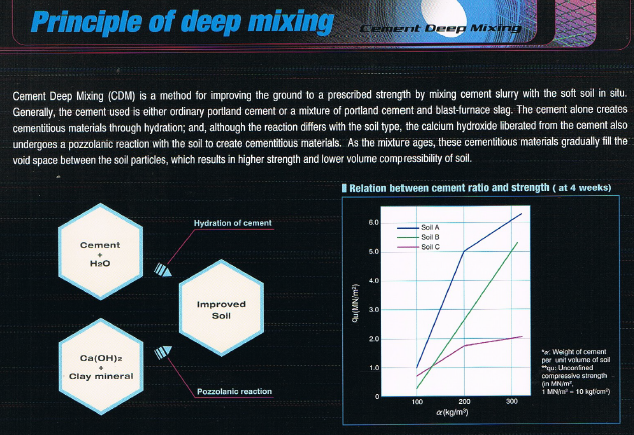 Principle of deep mixing
Cement Deep Mixing
Cement Deep Mixing (CDM) is a method for improving the ground to a prescribed strength by mixing cement slurry with the soft soil in situ.
Generally, the cement used is either ordinary portland cement or a mixture of portland cement and blast-furnace slag. The cement alone creates
cementitious materials through hydration; and, although the reaction differs with the soil type, the calcium hydroxide liberated from the cement also
undergoes a pozzolanic reaction with the soil to create cementitious materials. As the mixture ages, these cementitious materials gradually fill the
void space between the soil particles, which results in higher strength and lower volume compressibility of soil.
Hydration of cement
Cement
+
H2O
Improved
Soil
Ca(OH)2
+
Clay mineral
Pozzolanic reaction
Relation between cement ratio and strength ( at 4 weeks)
Soil A
Soil B
Soil C
6.0
5.0
4.0
3.0
2.0
1.0
0
qu(MN/m²)
100 200 300
α(kg/m³)
*α: Weight of cement
per unit volume of soil
**qu: Unconfined
compressive strength
(in MN/m²,
1 MN/m² = 10 kgf/cm²)